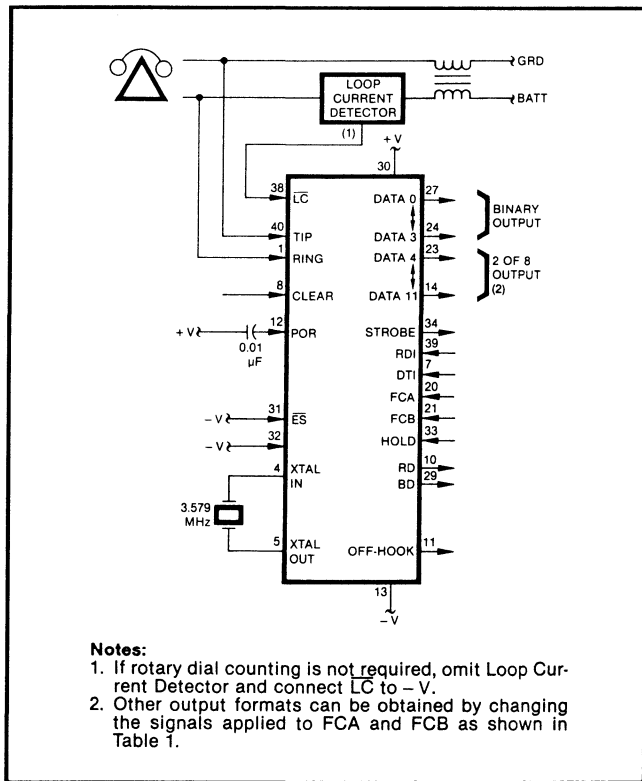 GRD
LOOP
CURRENT
DETECTOR
BATT
(1)
+ V
30
38
LC
DATA 0
27
BINARY
OUTPUT
40
TIP
DATA 3
24
1
RING
DATA 4
23
2 OF 8
OUTPUT
(2)
8
CLEAR
DATA 11
14
12
+ V
POR
0.01
µF
STROBE
34
RDI
39
DTI
7
FCA
20
31
– V
ES
FCB
21
32
– V
HOLD
33
4
XTAL
IN
RD
10
BD
29
3.579
MHz
5
XTAL
OUT
OFF-HOOK
11
13
– V
Notes:
1. If rotary dial counting is not required, omit Loop Cur-
rent Detector and connect LC to – V.
2. Other output formats can be obtained by changing
the signals applied to FCA and FCB as shown in
Table 1.